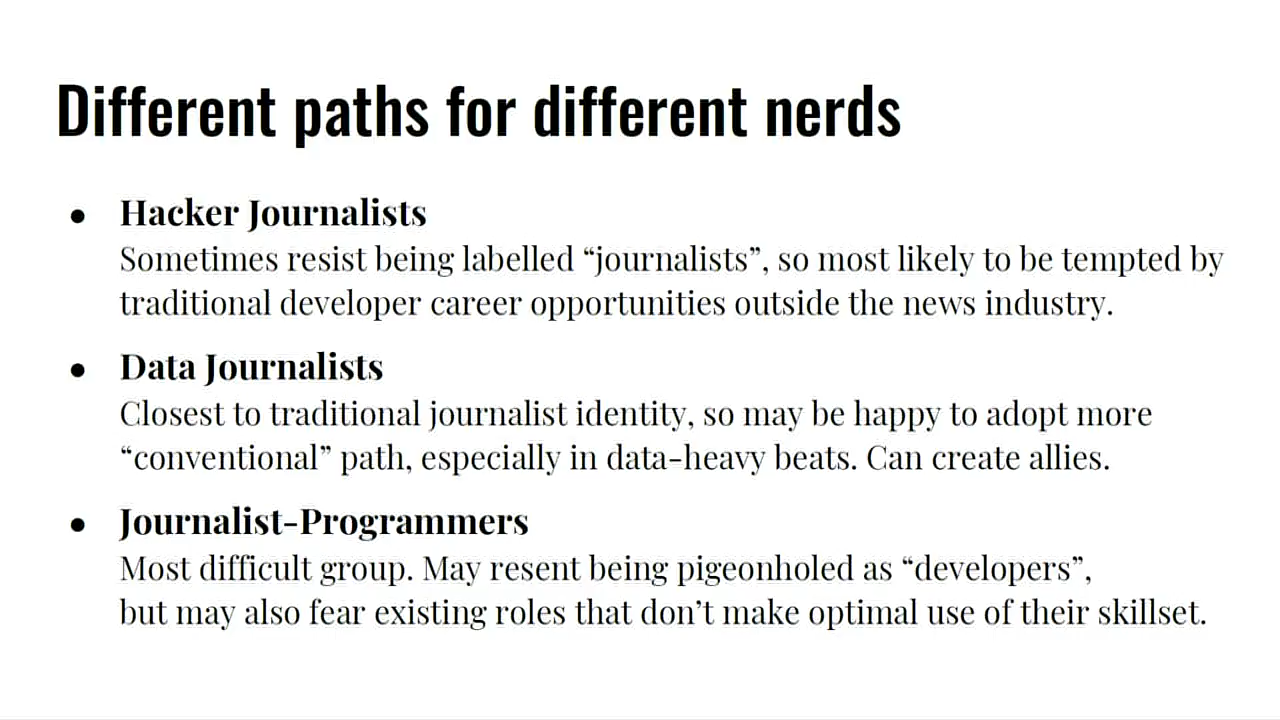 Different paths for different nerds
● Hacker Journalists
Sometimes resist being labelled “journalists”, so most likely to be tempted by
traditional developer career opportunities outside the news industry.
● Data Journalists
Closest to traditional journalist identity, so may be happy to adopt more
“conventional” path, especially in data-heavy beats. Can create allies.
● Journalist-Programmers
Most difficult group. May resent being pigeonholed as “developers”,
but may also fear existing roles that don’t make optimal use of their skillset.